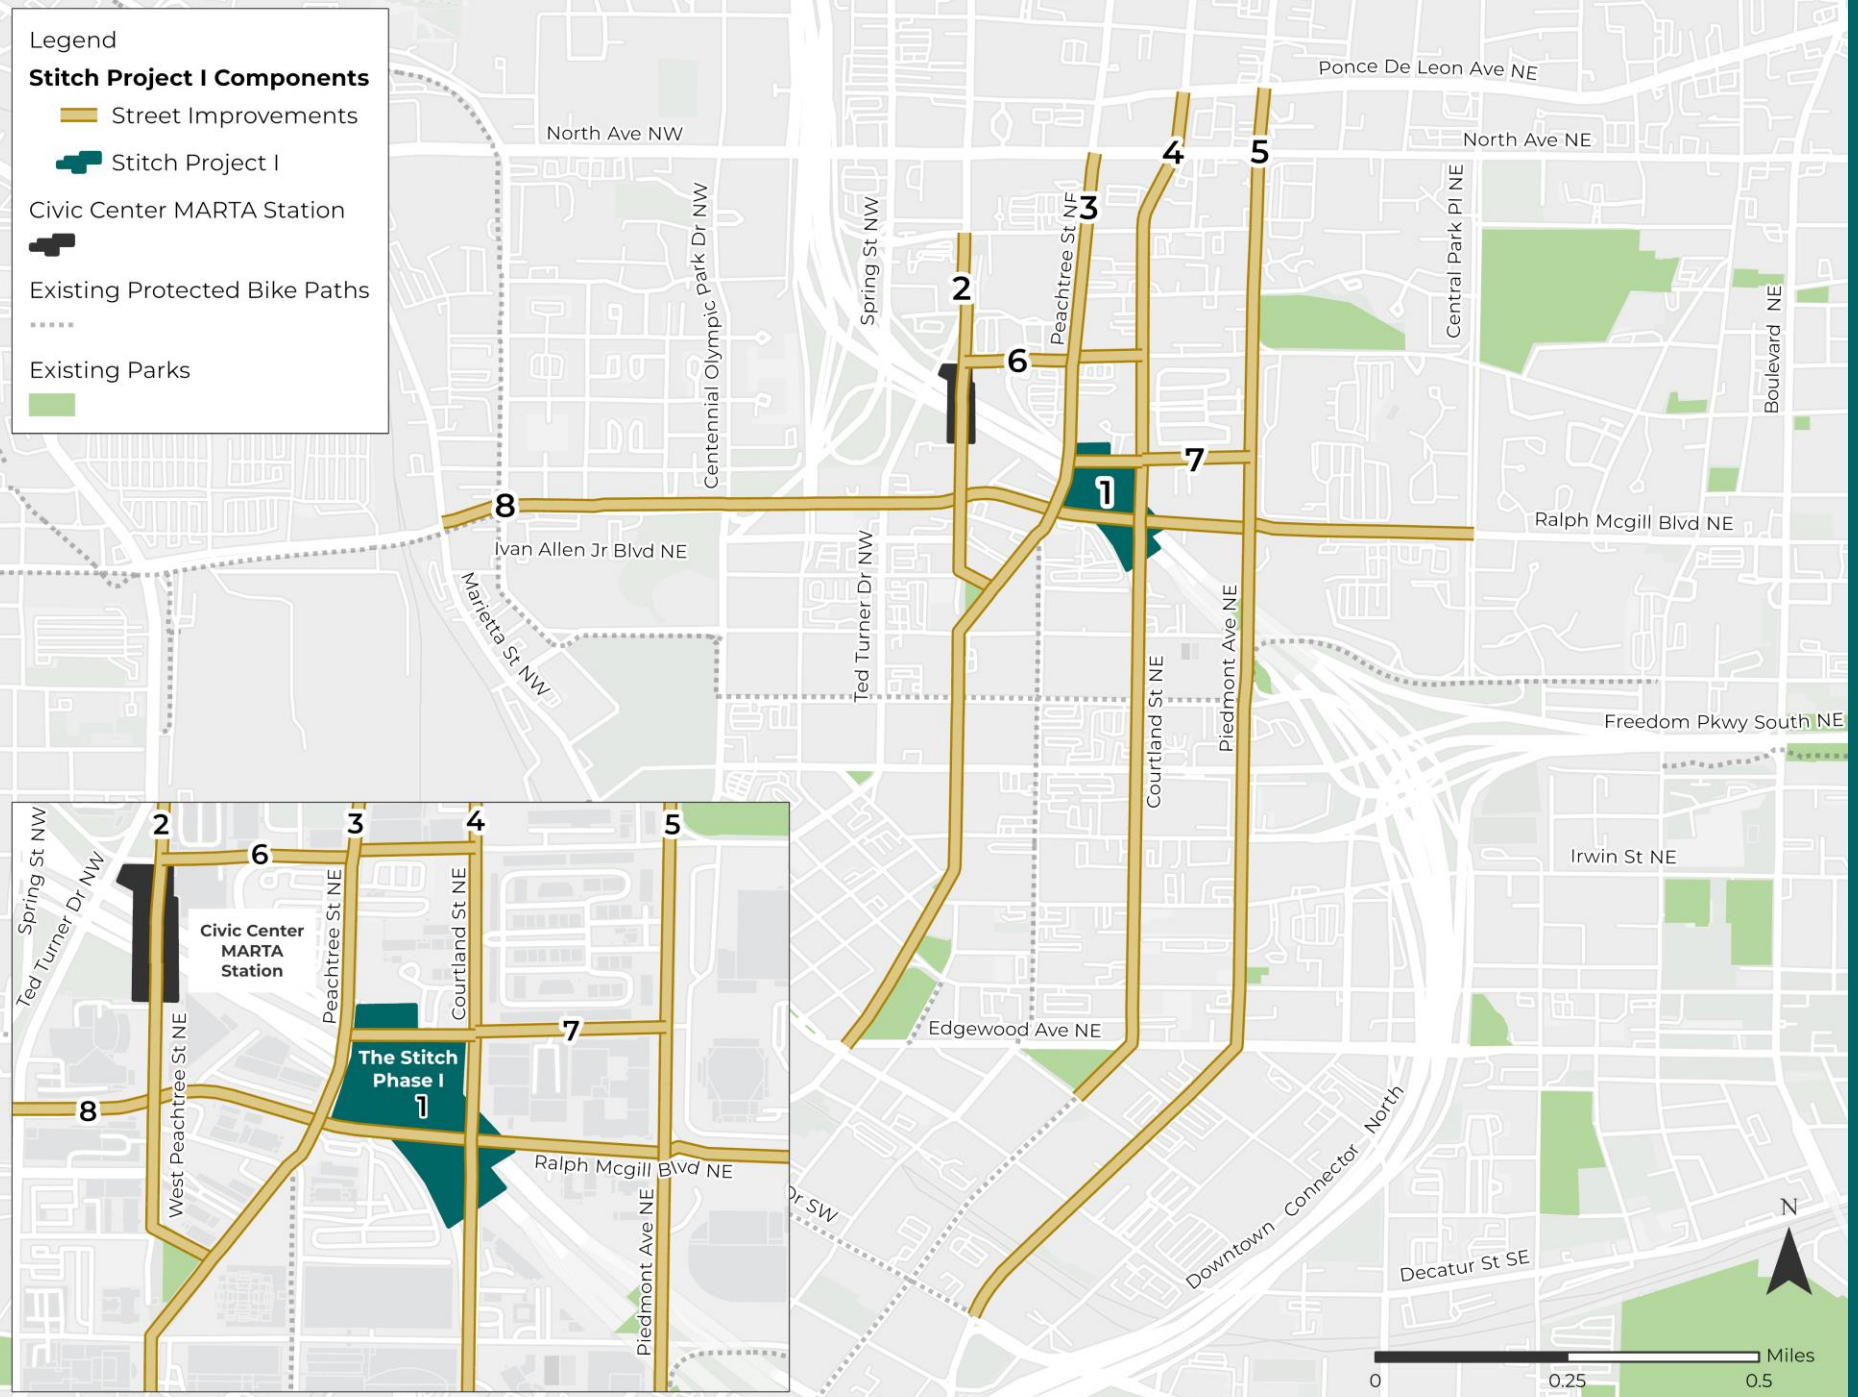 Legend
Stitch Project I Components
Street Improvements
Stitch Project I
Civic Center MARTA Station
Existing Protected Bike Paths
Existing Parks
Ponce De Leon Ave NE
North Ave NW
North Ave NE
4
5
3
2
6
7
1
8
Spring St NW
Peachtree St NE
Centennial Olympic Park Dr NW
Central Park Pl NE
Boulevard NE
Ralph Mcgill Blvd NE
Ivan Allen Jr Blvd NE
Marietta St NW
Ted Turner Dr NW
Courtland St NE
Piedmont Ave NE
Freedom Pkwy South NE
Irwin St NE
Edgewood Ave NE
Downtown Connector North
Decatur St SE
Dr SW
N
Miles
0
0.25
0.5
2
3
4
5
6
Spring St NW
Ted Turner Dr NW
Civic Center
MARTA
Station
Peachtree St NE
Courtland St NE
7
The Stitch
Phase I
1
8
West Peachtree St NE
Ralph Mcgill Blvd NE
Piedmont Ave NE